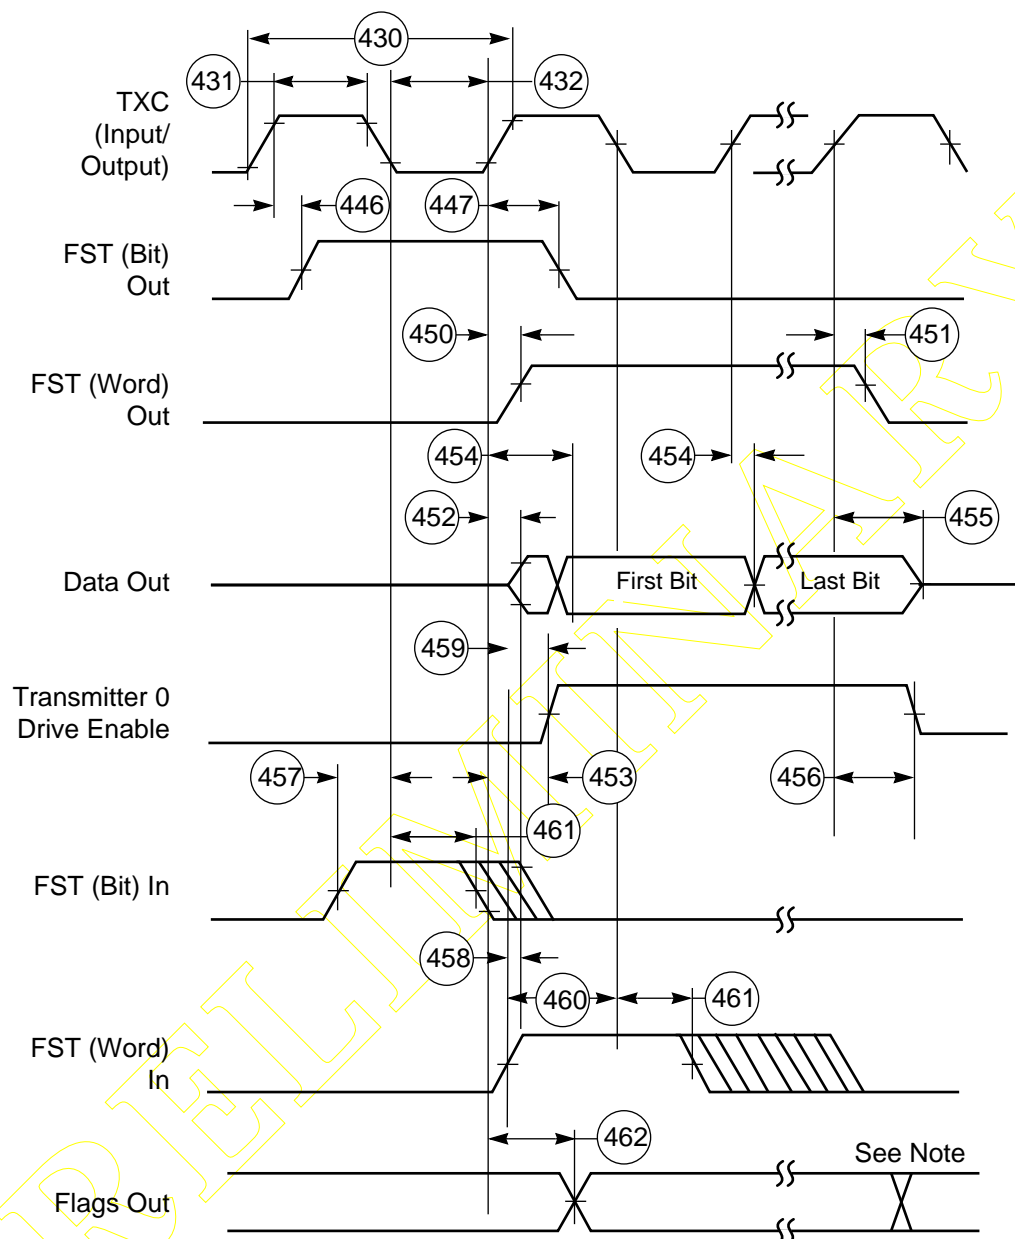 430
431
432
TXC
(Input/
Output)
446
447
FST (Bit)
Out
450
451
FST (Word)
Out
454
454
452
455
Data Out
First Bit
Last Bit
459
Transmitter 0
Drive Enable
457
453
456
461
FST (Bit) In
458
460
461
FST (Word)
In
462
See Note
Flags Out